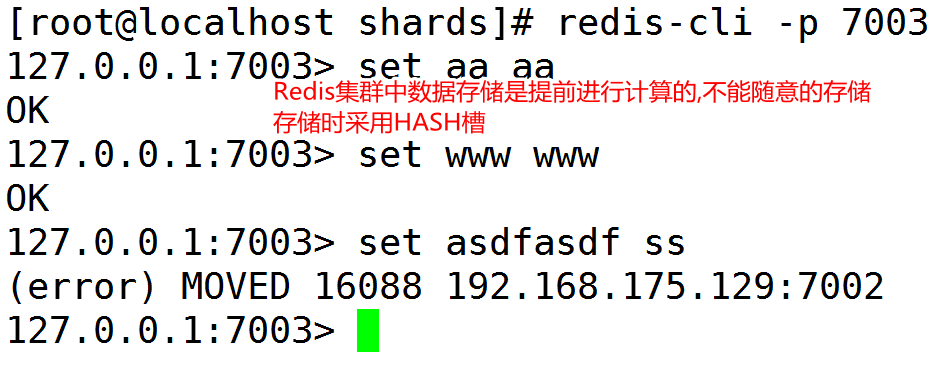 [root@localhost shards]# redis-cli -p 7003
127.0.0.1:7003> set aa aa
Redis集群中数据存储是提前进行计算的,不能随意的存储
OK
存储时采用HASH槽
127.0.0.1:7003> set www www
OK
127.0.0.1:7003> set asdfasdf ss
(error) MOVED 16088 192.168.175.129:7002
127.0.0.1:7003>